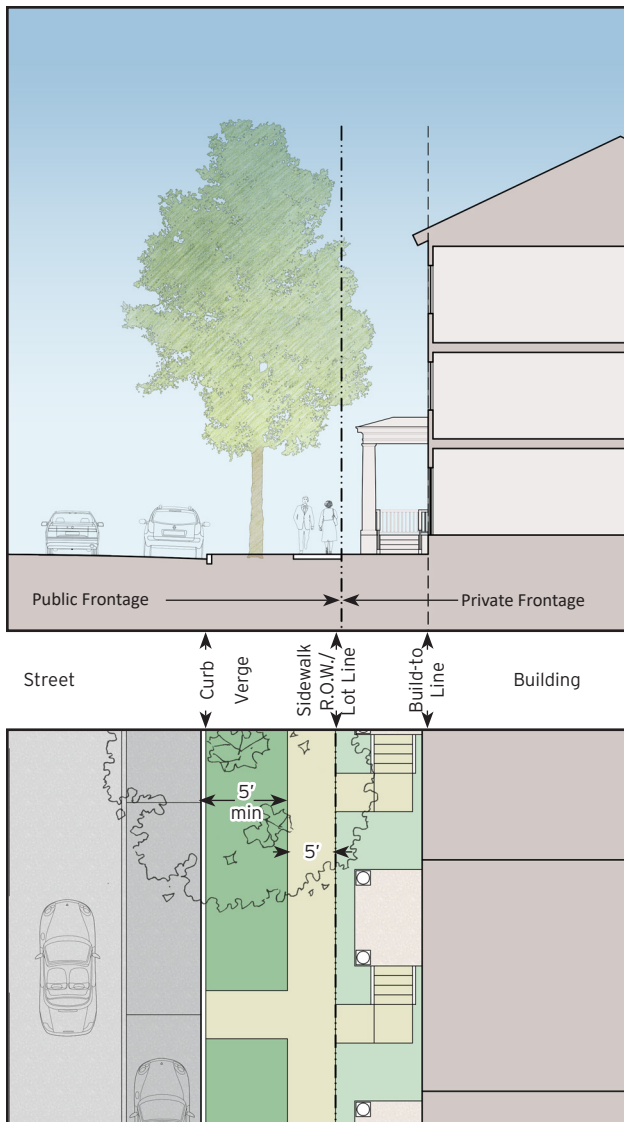 Public Frontage
Private Frontage
Street
Curb
Verge
Sidewalk
R.O.W./
Lot Line
Build-to
Line
Building
5'
min
5'